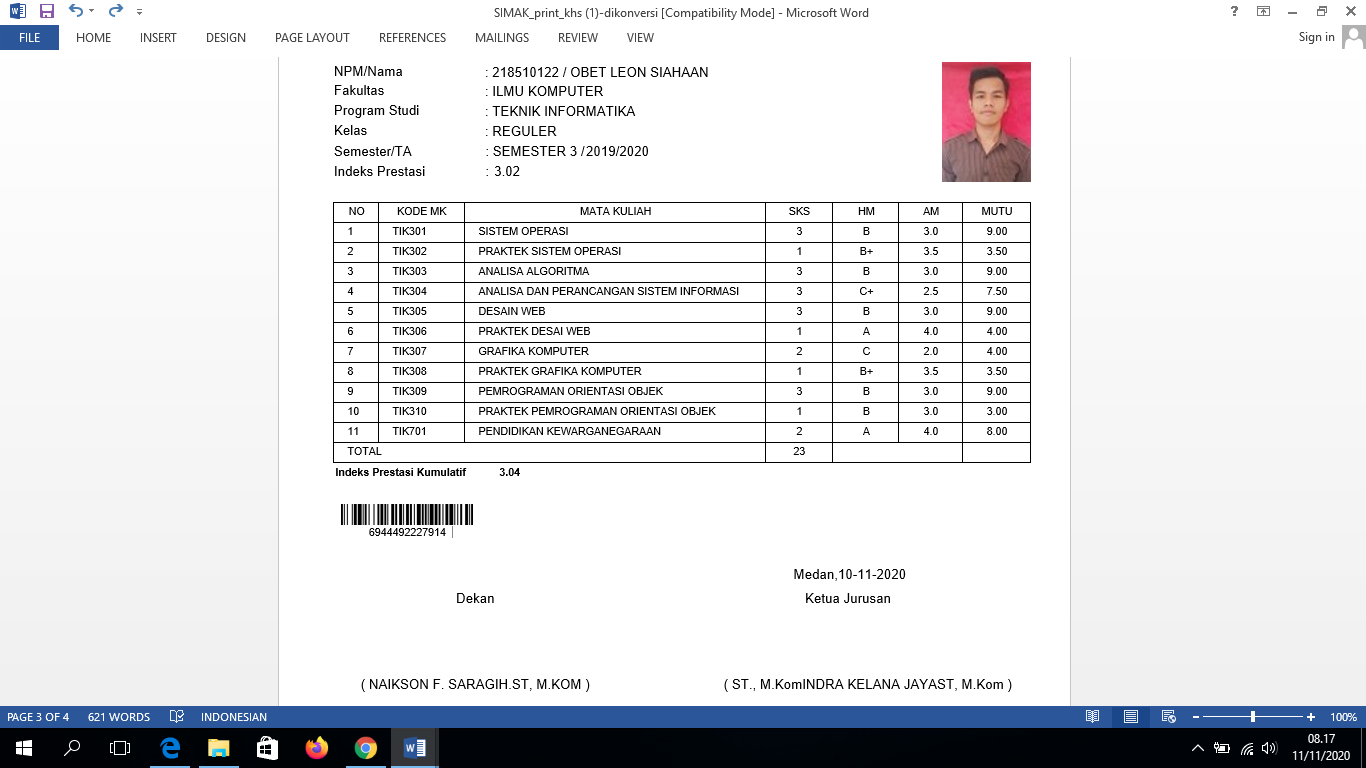 SIMAK_print_khs (1)-dikonversi [Compatibility Mode] - Microsoft Word
FILE HOME INSERT DESIGN PAGE LAYOUT REFERENCES MAILINGS REVIEW VIEW Sign in
NPM/Nama : 218510122 / OBET LEON SIAHAAN
Fakultas : ILMU KOMPUTER
Program Studi : TEKNIK INFORMATIKA
Kelas : REGULER
Semester/TA : SEMESTER 3 /2019/2020
Indeks Prestasi : 3.02
NO KODE MK MATA KULIAH SKS HM AM MUTU
1 TIK301 SISTEM OPERASI 3 B 3.0 9.00
2 TIK302 PRAKTEK SISTEM OPERASI 1 B+ 3.5 3.50
3 TIK303 ANALISA ALGORITMA 3 B 3.0 9.00
4 TIK304 ANALISA DAN PERANCANGAN SISTEM INFORMASI 3 C+ 2.5 7.50
5 TIK305 DESAIN WEB 3 B 3.0 9.00
6 TIK306 PRAKTEK DESAI WEB 1 A 4.0 4.00
7 TIK307 GRAFIKA KOMPUTER 2 C 2.0 4.00
8 TIK308 PRAKTEK GRAFIKA KOMPUTER 1 B+ 3.5 3.50
9 TIK309 PEMROGRAMAN ORIENTASI OBJEK 3 B 3.0 9.00
10 TIK310 PRAKTEK PEMROGRAMAN ORIENTASI OBJEK 1 B 3.0 3.00
11 TIK701 PENDIDIKAN KEWARGANEGARAAN 2 A 4.0 8.00
TOTAL 23
Indeks Prestasi Kumulatif 3.04
6944492227914
Medan,10-11-2020
Dekan Ketua Jurusan
( NAIKSON F. SARAGIH.ST, M.KOM ) ( ST., M.KomINDRA KELANA JAYAST, M.Kom )
PAGE 3 OF 4 621 WORDS INDONESIAN 100%
08.17
11/11/2020